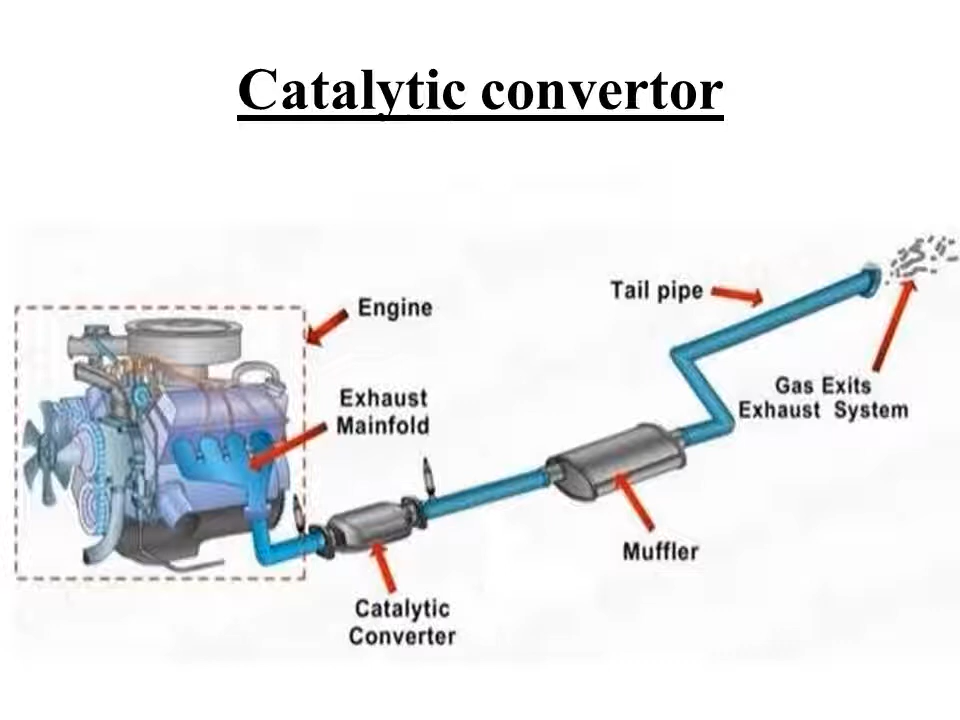 Catalytic convertor
Engine
Tail pipe
Exhaust
Mainfold
Gas Exits
Exhaust System
Muffler
Catalytic
Converter